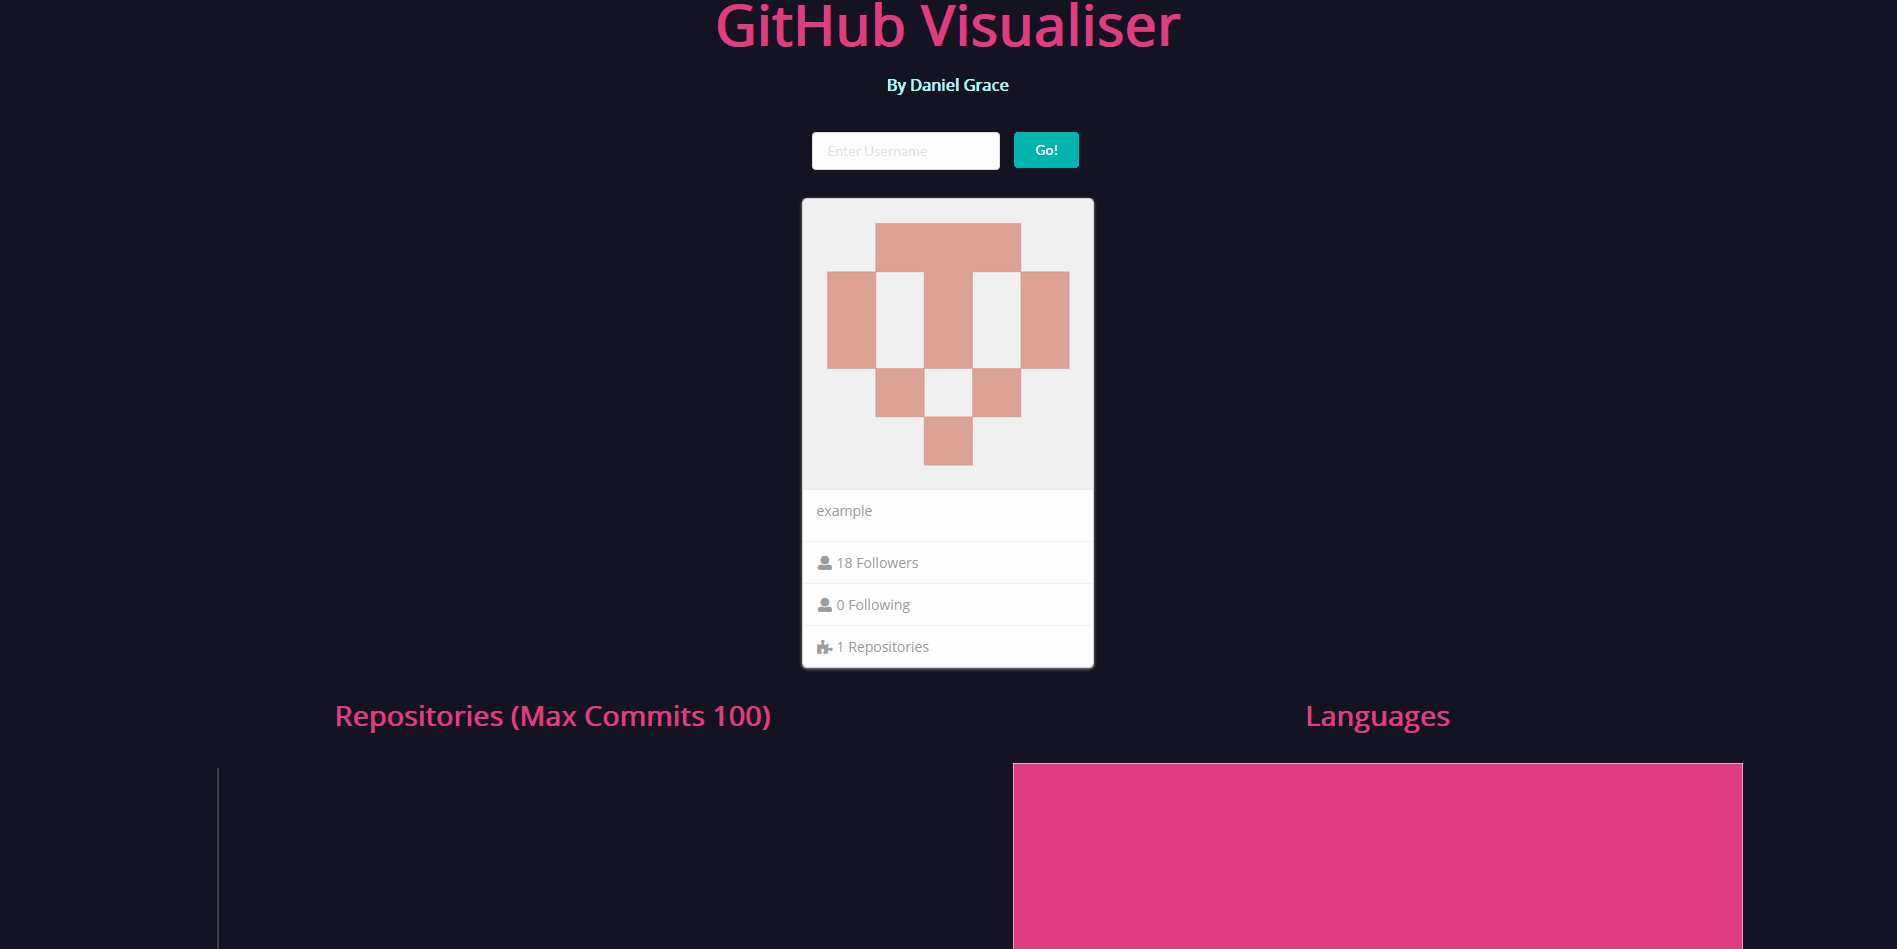 GitHub Visualiser
By Daniel Grace
Enter Username
Go!
example
18 Followers
0 Following
1 Repositories
Repositories (Max Commits 100)
Languages